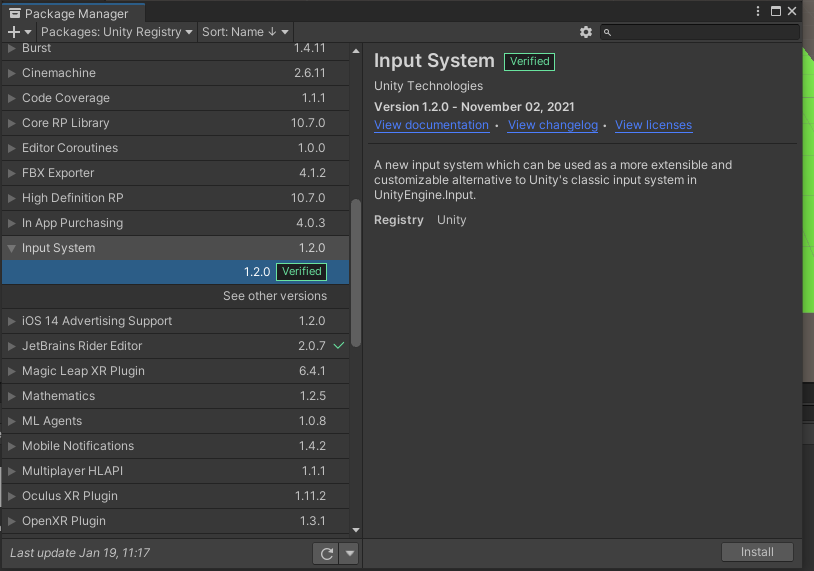 Package Manager
Packages: Unity Registry
Sort: Name ↓
Burst 1.4.11
Cinemachine 2.6.11
Code Coverage 1.1.1
Core RP Library 10.7.0
Editor Coroutines 1.0.0
FBX Exporter 4.1.2
High Definition RP 10.7.0
In App Purchasing 4.0.3
Input System 1.2.0
1.2.0 Verified
See other versions
iOS 14 Advertising Support 1.2.0
JetBrains Rider Editor 2.0.7
Magic Leap XR Plugin 6.4.1
Mathematics 1.2.5
ML Agents 1.0.8
Mobile Notifications 1.4.2
Multiplayer HLAPI 1.1.1
Oculus XR Plugin 1.11.2
OpenXR Plugin 1.3.1
Last update Jan 19, 11:17
Input System Verified
Unity Technologies
Version 1.2.0 - November 02, 2021
View documentation • View changelog • View licenses
A new input system which can be used as a more extensible and
customizable alternative to Unity's classic input system in
UnityEngine.Input.
Registry Unity
Install